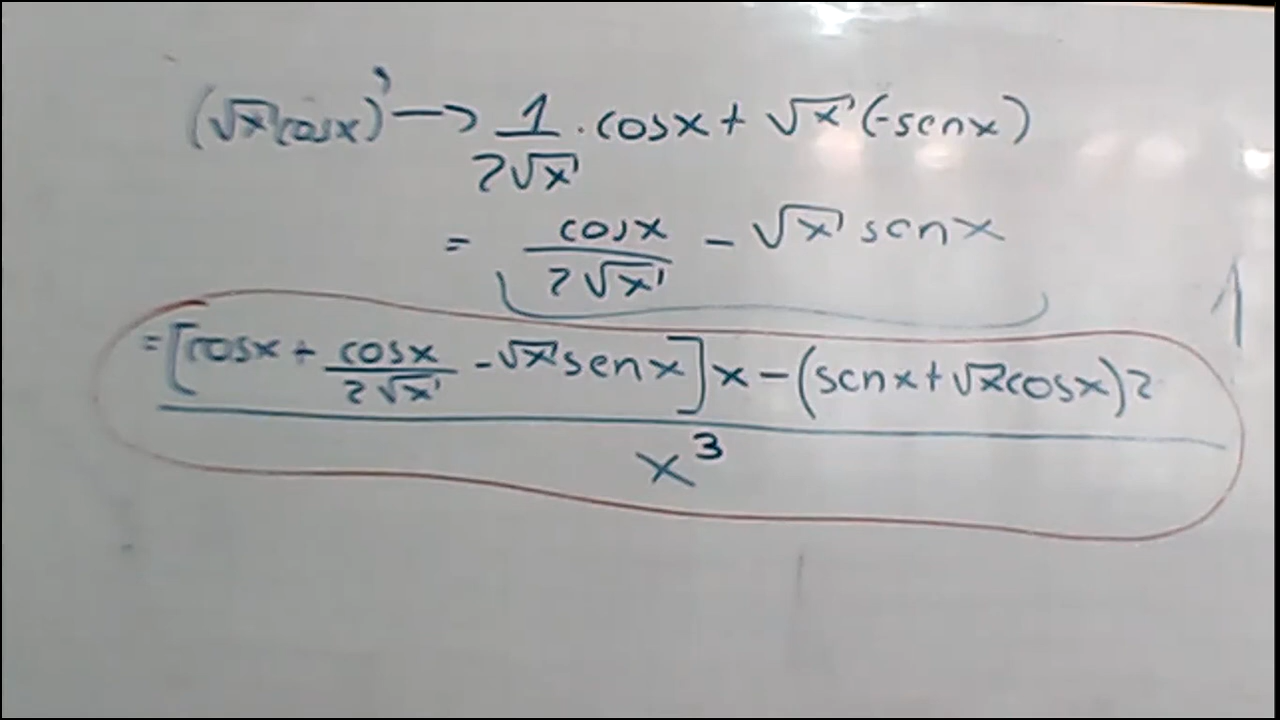 (√x cosx)' → 1/2√x · cosx + √x (-senx)
= cosx/2√x - √x senx
= [cosx + cosx/2√x - √x senx] x - (senx + √x cosx) 2
x³